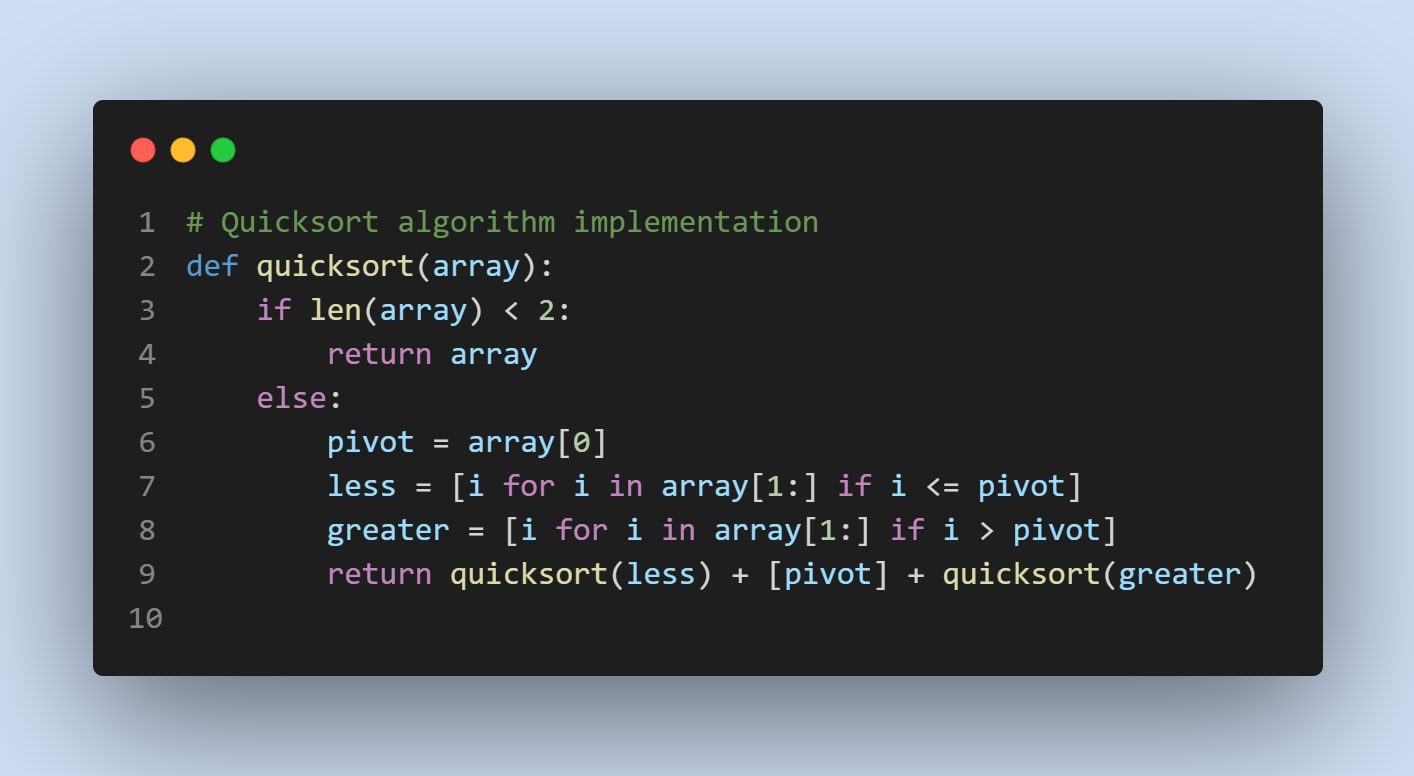 1 # Quicksort algorithm implementation
2 def quicksort(array):
3     if len(array) < 2:
4         return array
5     else:
6         pivot = array[0]
7         less = [i for i in array[1:] if i <= pivot]
8         greater = [i for i in array[1:] if i > pivot]
9         return quicksort(less) + [pivot] + quicksort(greater)
10